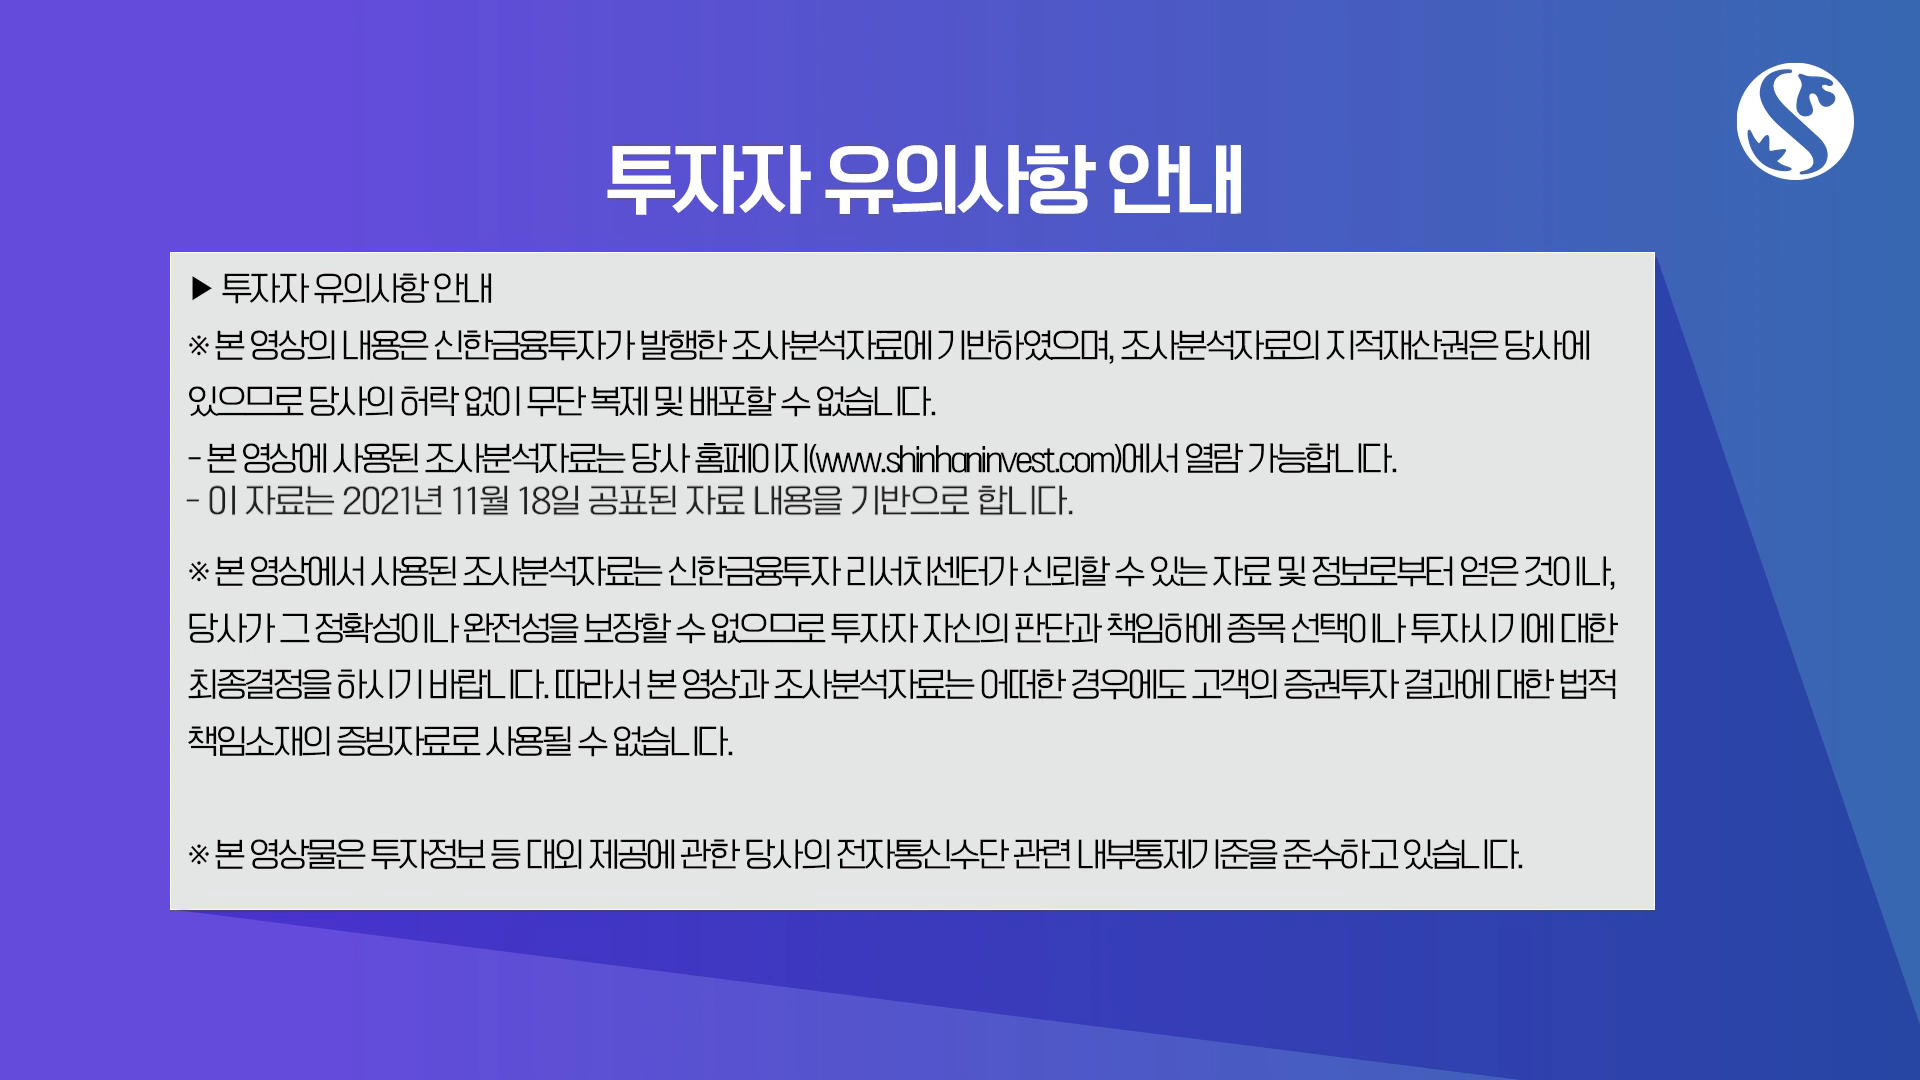 투자자 유의사항 안내
▶ 투자자 유의사항 안내
※ 본 영상의 내용은 신한금융투자가 발행한 조사분석자료에 기반하였으며, 조사분석자료의 지적재산권은 당사에
있으므로 당사의 허락 없이 무단 복제 및 배포할 수 없습니다.
- 본 영상에 사용된 조사분석자료는 당사 홈페이지(www.shinhaninvest.com)에서 열람 가능합니다.
- 이 자료는 2021년 11월 18일 공표된 자료 내용을 기반으로 합니다.
※ 본 영상에서 사용된 조사분석자료는 신한금융투자 리서치센터가 신뢰할 수 있는 자료 및 정보로부터 얻은 것이나,
당사가 그 정확성이나 완전성을 보장할 수 없으므로 투자자 자신의 판단과 책임하에 종목 선택이나 투자시기에 대한
최종결정을 하시기 바랍니다. 따라서 본 영상과 조사분석자료는 어떠한 경우에도 고객의 증권투자 결과에 대한 법적
책임소재의 증빙자료로 사용될 수 없습니다.
※ 본 영상물은 투자정보 등 대외 제공에 관한 당사의 전자통신수단 관련 내부통제기준을 준수하고 있습니다.